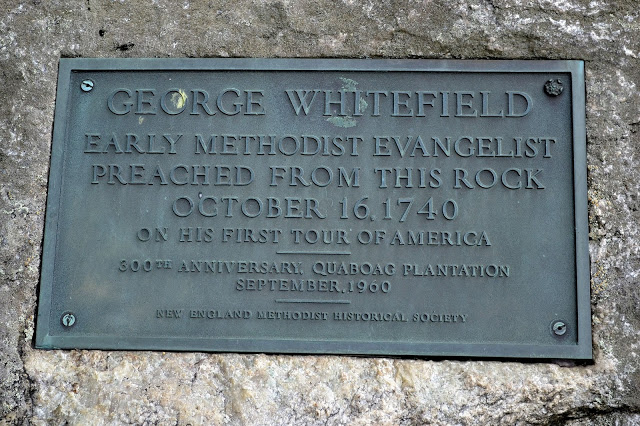 GEORGE WHITEFIELD
EARLY METHODIST EVANGELIST
PREACHED FROM THIS ROCK
OCTOBER 16, 1740
ON HIS FIRST TOUR OF AMERICA
300TH ANNIVERSARY, QUABOAG PLANTATION
SEPTEMBER, 1960
NEW ENGLAND METHODIST HISTORICAL SOCIETY